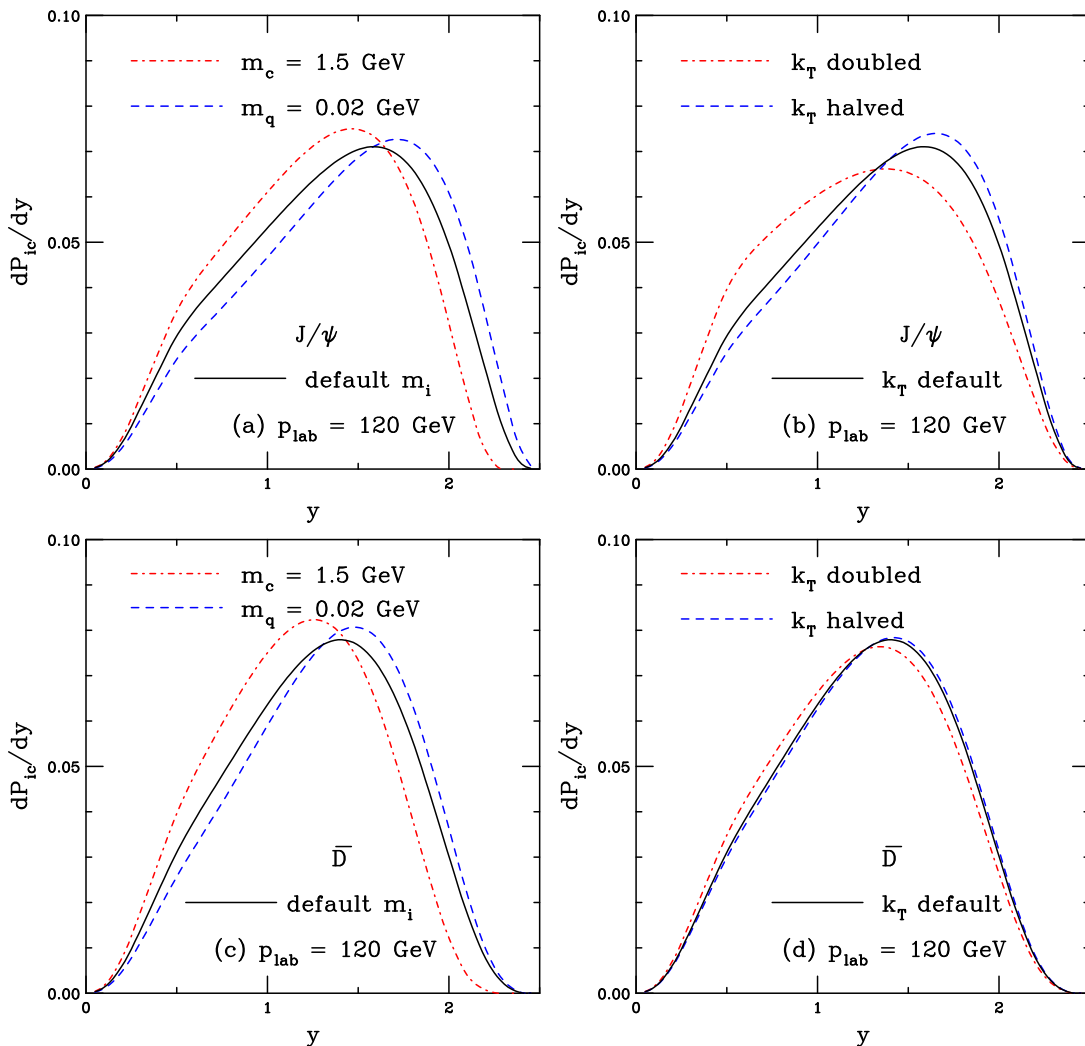 0.10
m_c = 1.5 GeV
m_q = 0.02 GeV
dP_ic/dy
0.05
J/ψ
default m_i
(a) p_lab = 120 GeV
0.00
0
1
2
y
0.10
k_T doubled
k_T halved
dP_ic/dy
0.05
J/ψ
k_T default
(b) p_lab = 120 GeV
0.00
0
1
2
y
0.10
m_c = 1.5 GeV
m_q = 0.02 GeV
dP_ic/dy
0.05
D̅
default m_i
(c) p_lab = 120 GeV
0.00
0
1
2
y
0.10
k_T doubled
k_T halved
dP_ic/dy
0.05
D̅
k_T default
(d) p_lab = 120 GeV
0.00
0
1
2
y